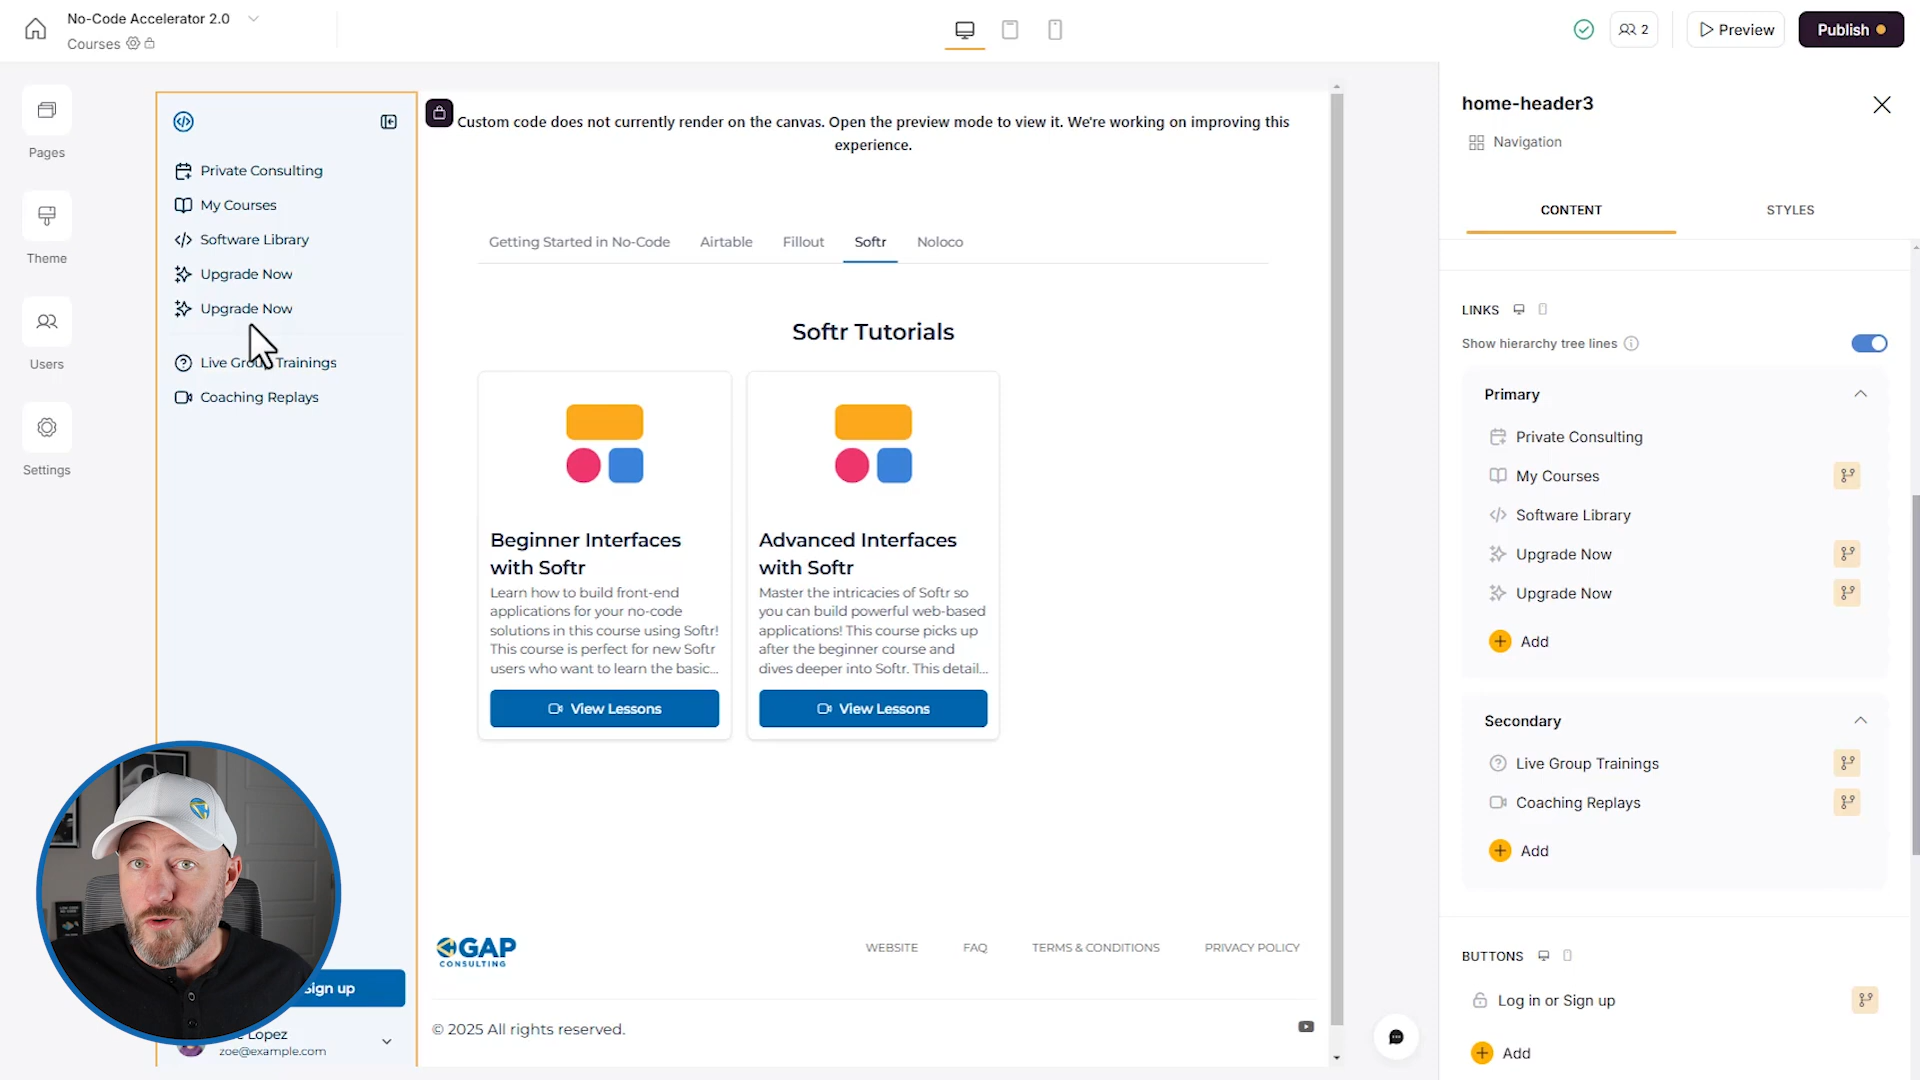 No-Code Accelerator 2.0
Courses
2
Preview
Publish
Pages
Theme
Users
Settings
Private Consulting
My Courses
Software Library
Upgrade Now
Upgrade Now
Live Group Trainings
Coaching Replays
Sign up
Lopez
zoe@example.com
Custom code does not currently render on the canvas. Open the preview mode to view it. We're working on improving this
experience.
Getting Started in No-Code
Airtable
Fillout
Softr
Noloco
Softr Tutorials
Beginner Interfaces
with Softr
Learn how to build front-end
applications for your no-code
solutions in this course using Softr!
This course is perfect for new Softr
users who want to learn the basic...
View Lessons
Advanced Interfaces
with Softr
Master the intricacies of Softr so
you can build powerful web-based
applications! This course picks up
after the beginner course and
dives deeper into Softr. This detail...
View Lessons
GAP
CONSULTING
WEBSITE
FAQ
TERMS & CONDITIONS
PRIVACY POLICY
© 2025 All rights reserved.
home-header3
Navigation
CONTENT
STYLES
LINKS
Show hierarchy tree lines
Primary
Private Consulting
My Courses
Software Library
Upgrade Now
Upgrade Now
Add
Secondary
Live Group Trainings
Coaching Replays
Add
BUTTONS
Log in or Sign up
Add